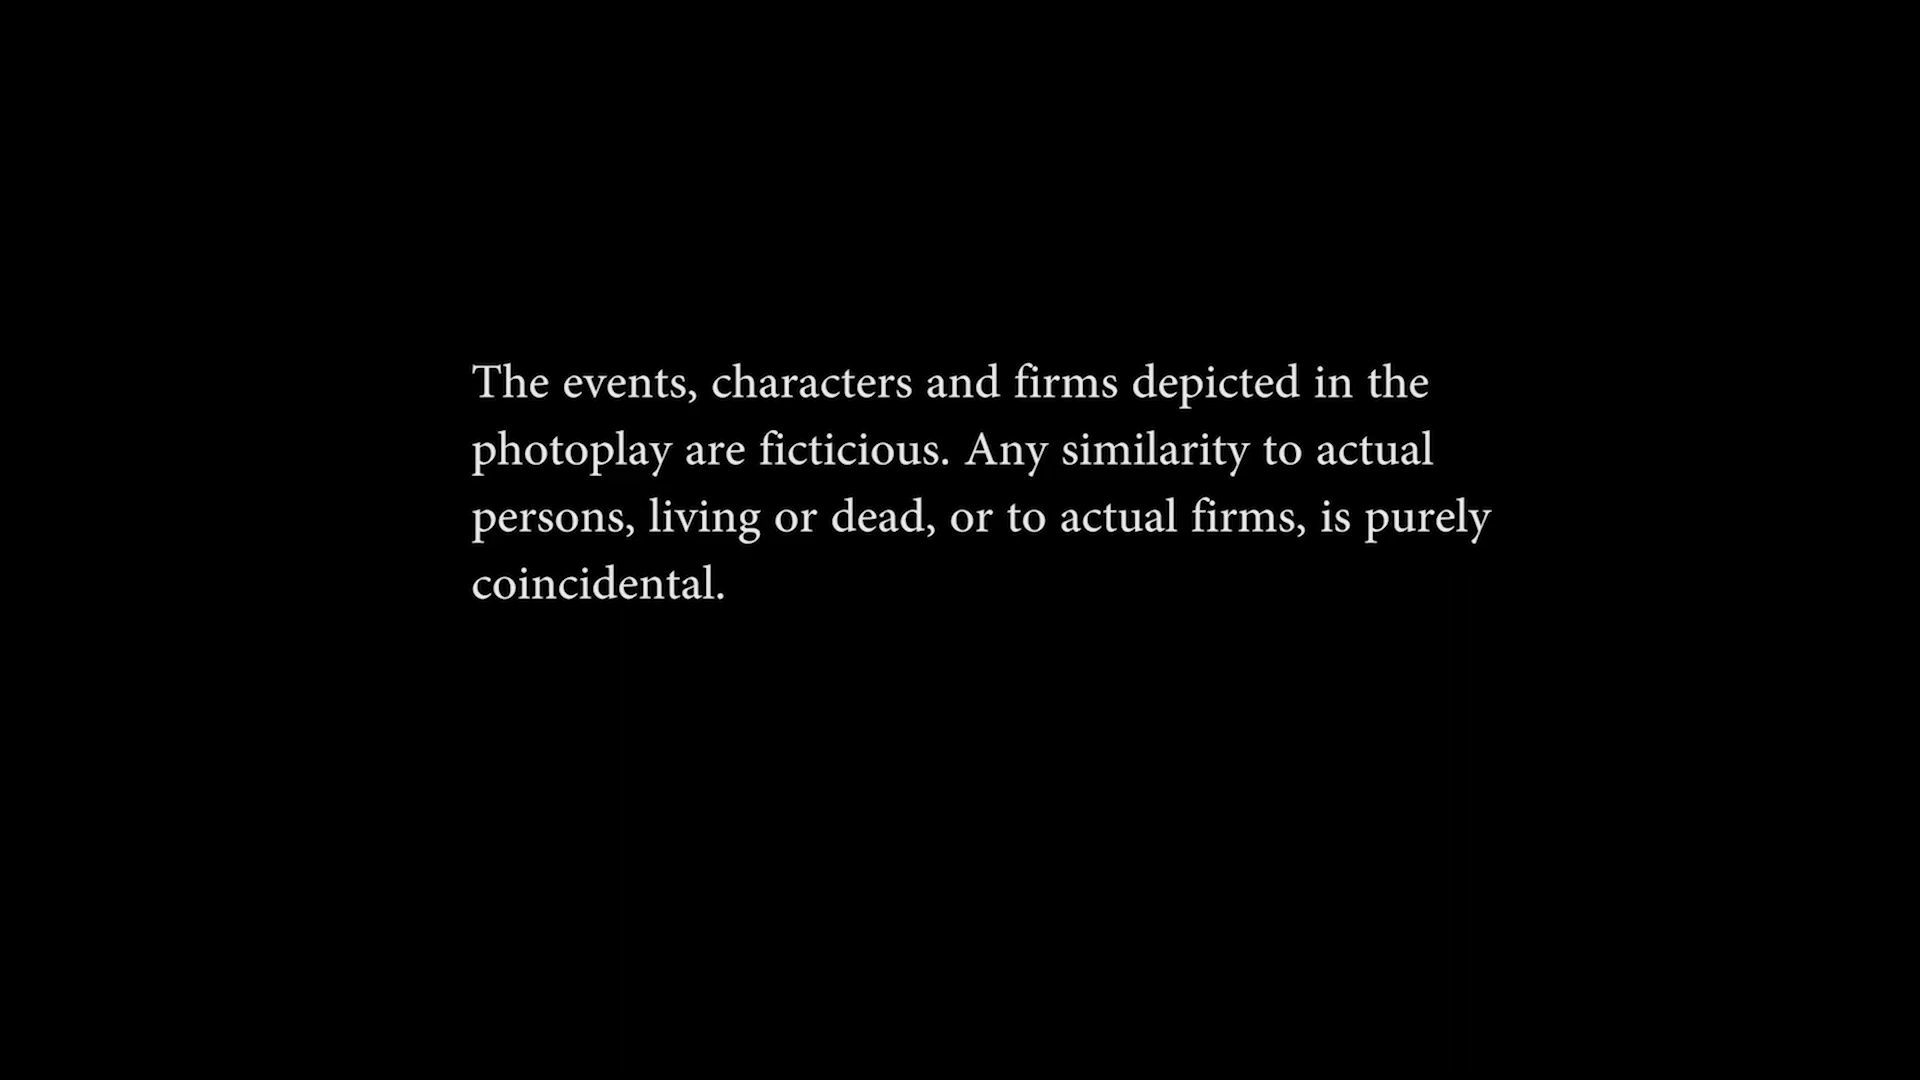 The events, characters and firms depicted in the
photoplay are ficticious. Any similarity to actual
persons, living or dead, or to actual firms, is purely
coincidental.